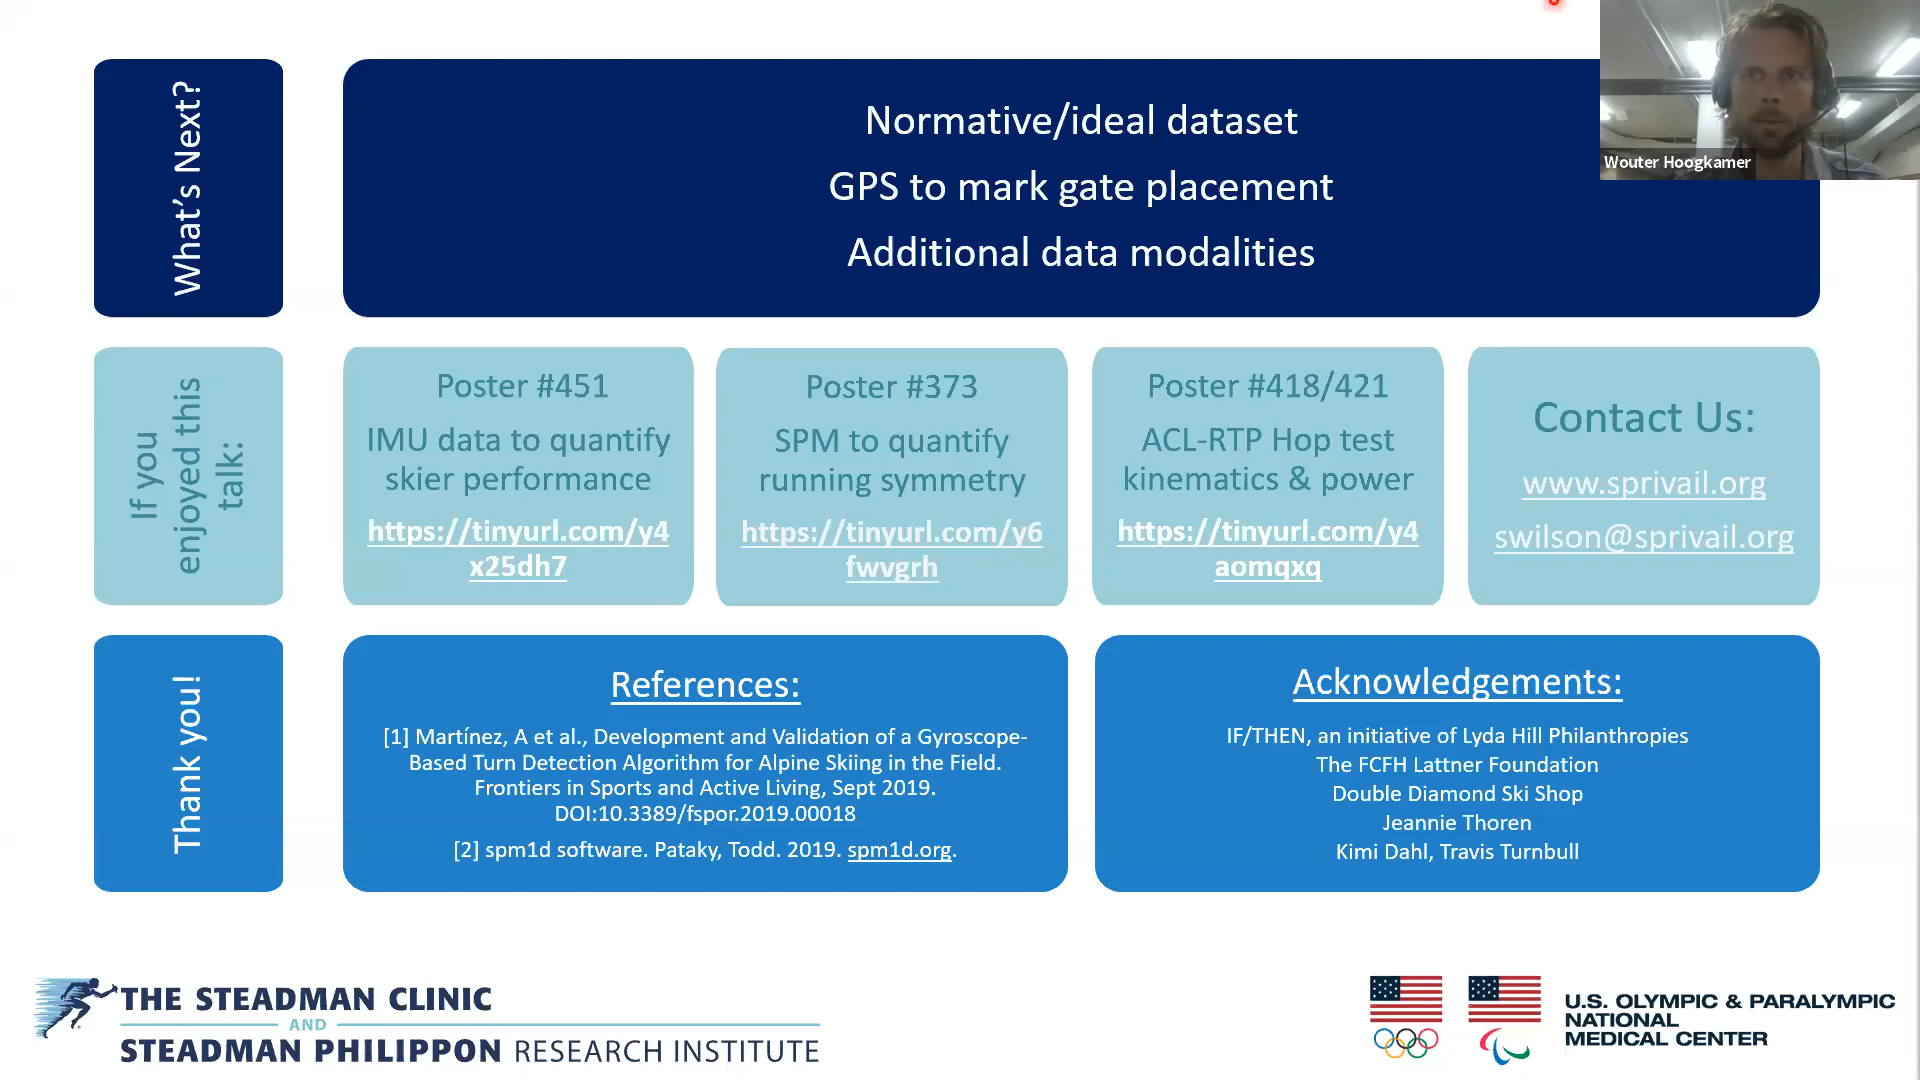 What's Next?
Normative/ideal dataset
GPS to mark gate placement
Additional data modalities
Wouter Hoogkamer
If you
enjoyed this
talk:
Poster #451
IMU data to quantify
skier performance
https://tinyurl.com/y4
x25dh7
Poster #373
SPM to quantify
running symmetry
https://tinyurl.com/y6
fwvgrh
Poster #418/421
ACL-RTP Hop test
kinematics & power
https://tinyurl.com/y4
aomqxq
Contact Us:
www.sprivail.org
swilson@sprivail.org
Thank you!
References:
[1] Martínez, A et al., Development and Validation of a Gyroscope-
Based Turn Detection Algorithm for Alpine Skiing in the Field.
Frontiers in Sports and Active Living, Sept 2019.
DOI:10.3389/fspor.2019.00018
[2] spm1d software. Pataky, Todd. 2019. spm1d.org.
Acknowledgements:
IF/THEN, an initiative of Lyda Hill Philanthropies
The FCFH Lattner Foundation
Double Diamond Ski Shop
Jeannie Thoren
Kimi Dahl, Travis Turnbull
THE STEADMAN CLINIC
AND
STEADMAN PHILIPPON RESEARCH INSTITUTE
U.S. OLYMPIC & PARALYMPIC
NATIONAL
MEDICAL CENTER